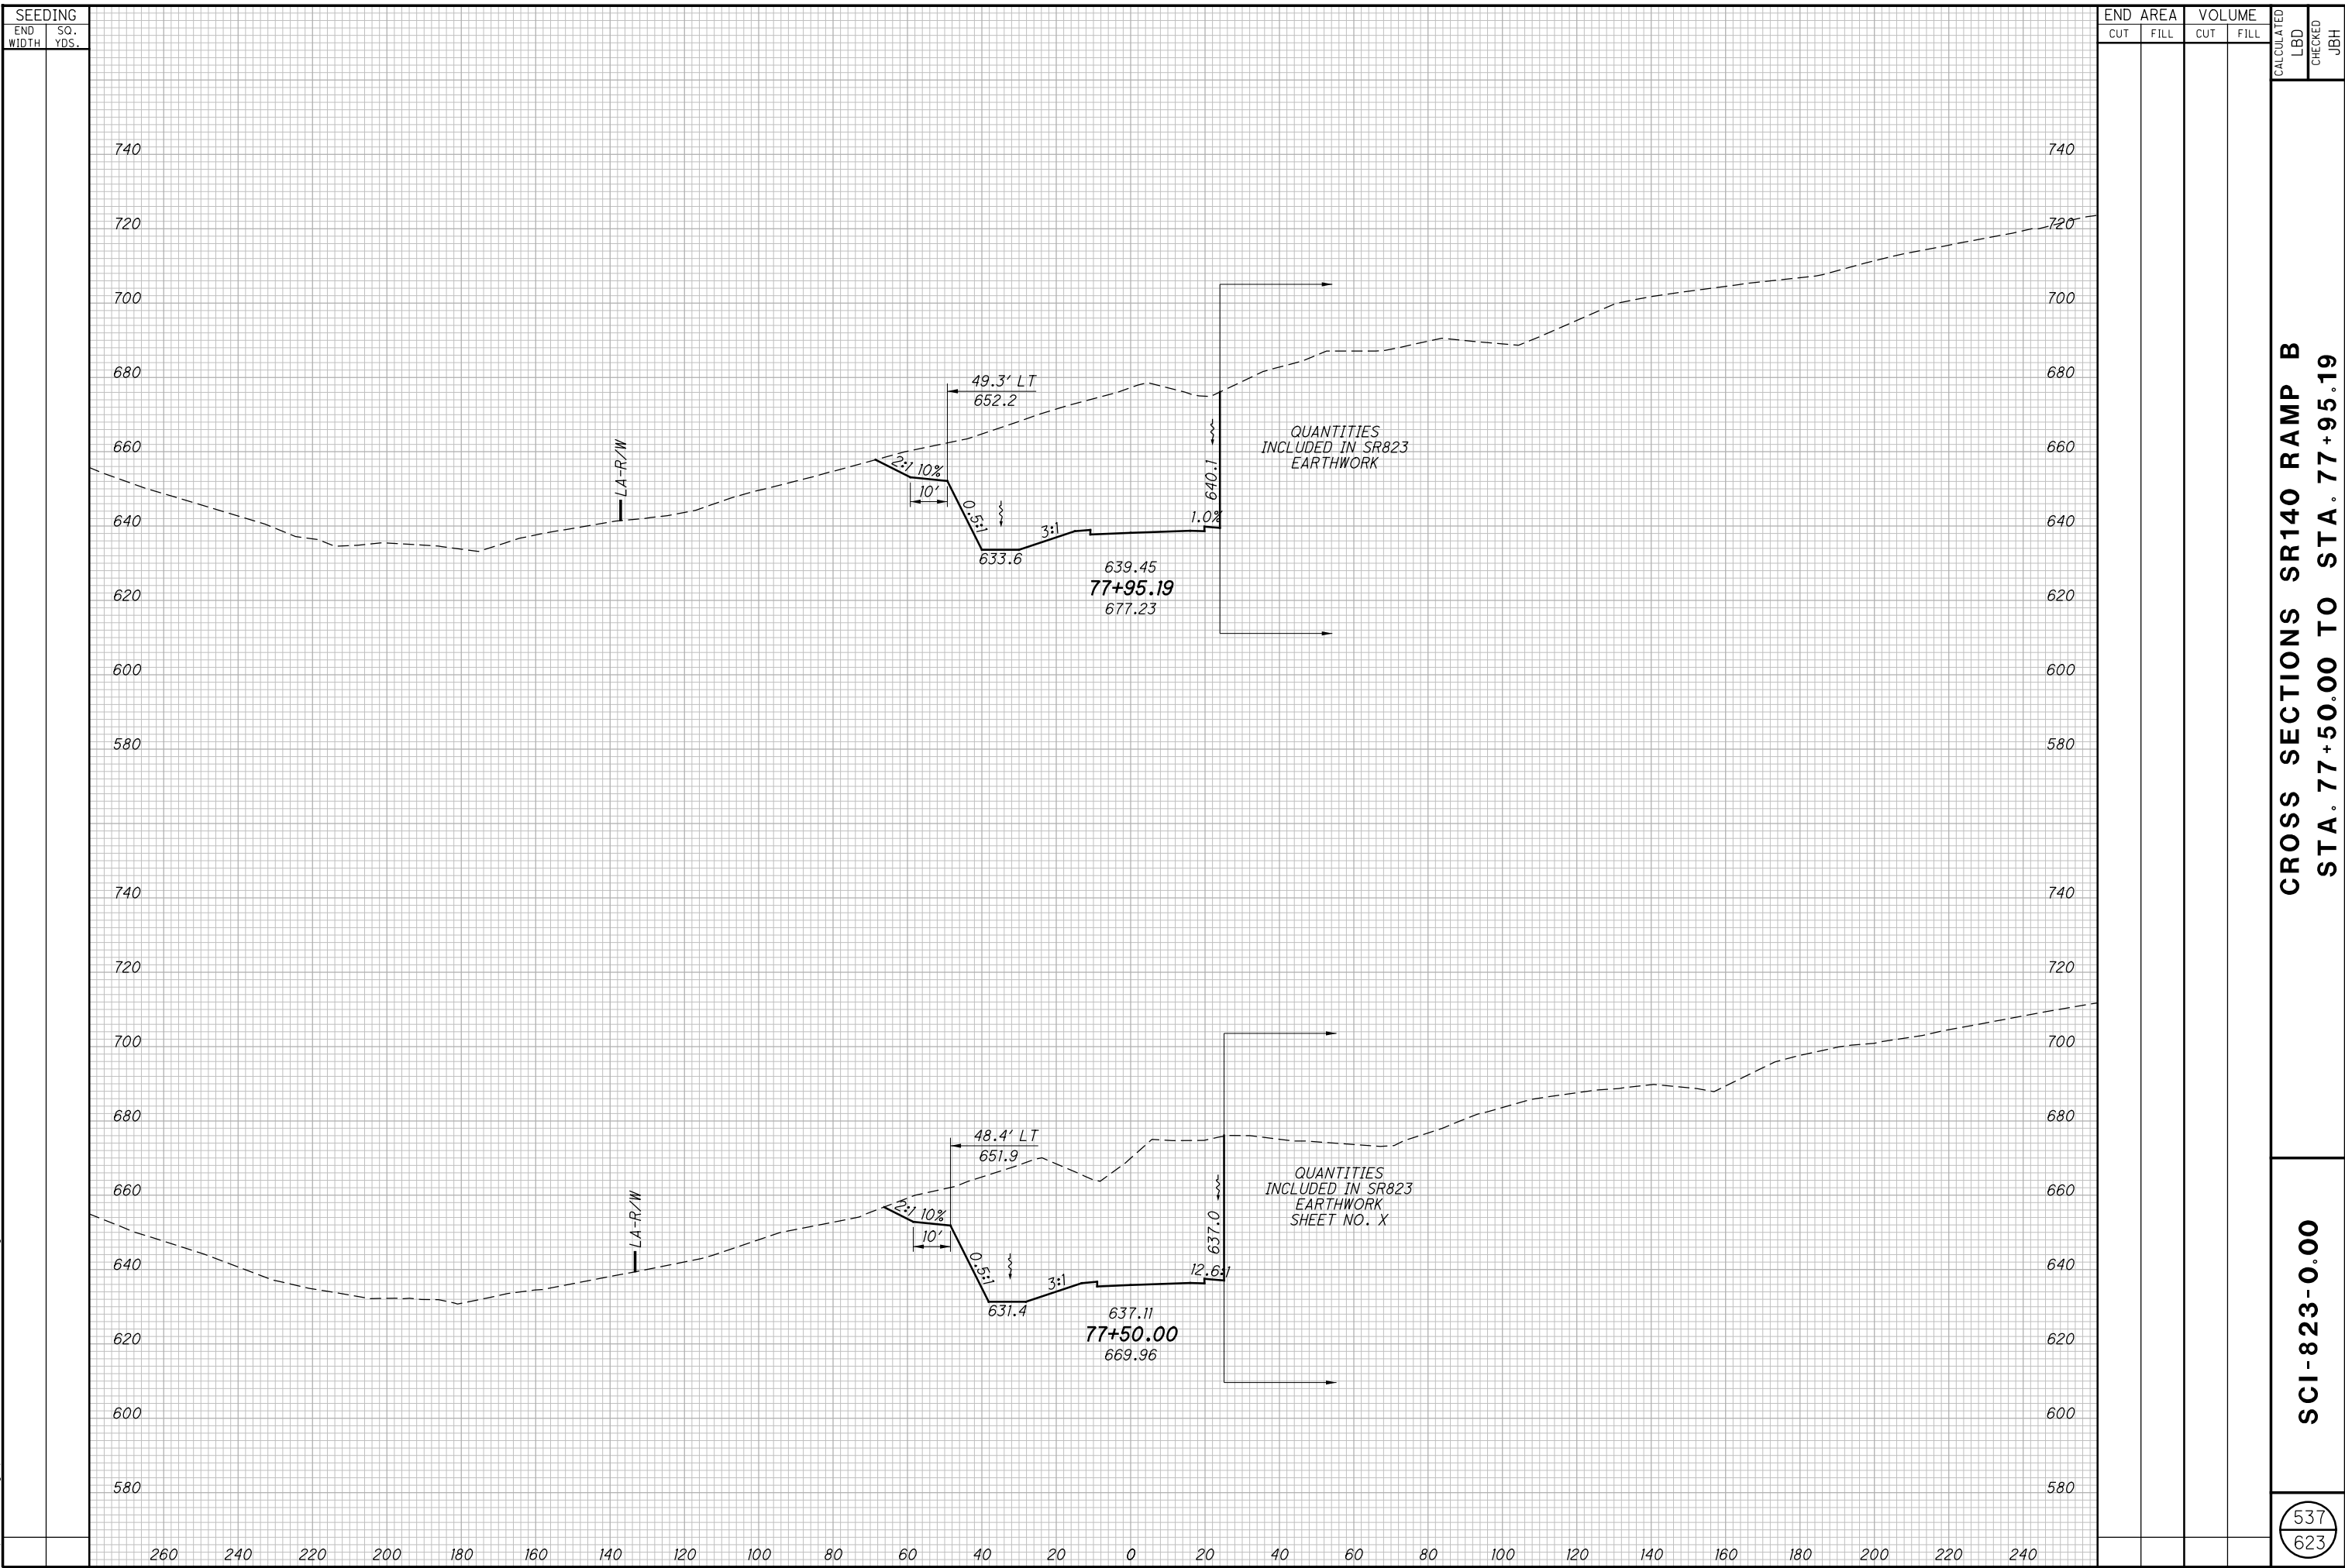 SEEDING
END WIDTH
SQ. YDS.
END AREA
VOLUME
CUT
FILL
CUT
FILL
CALCULATED
LBD
CHECKED
JBH
740
740
720
720
700
700
680
680
660
660
640
640
620
620
600
600
580
580
49.3' LT
652.2
LA-R/W
2:1
10%
10'
0.5:1
633.6
3:1
1.0%
640.1
QUANTITIES
INCLUDED IN SR823
EARTHWORK
639.45
77+95.19
677.23
740
740
720
720
700
700
680
680
660
660
640
640
620
620
600
600
580
580
48.4' LT
651.9
LA-R/W
2:1
10%
10'
0.5:1
631.4
3:1
12.6:1
637.0
QUANTITIES
INCLUDED IN SR823
EARTHWORK
SHEET NO. X
637.11
77+50.00
669.96
260 240 220 200 180 160 140 120 100 80 60 40 20 0 20 40 60 80 100 120 140 160 180 200 220 240
CROSS SECTIONS SR140 RAMP B
STA. 77+50.00 TO STA. 77+95.19
SCI-823-0.00
537
623